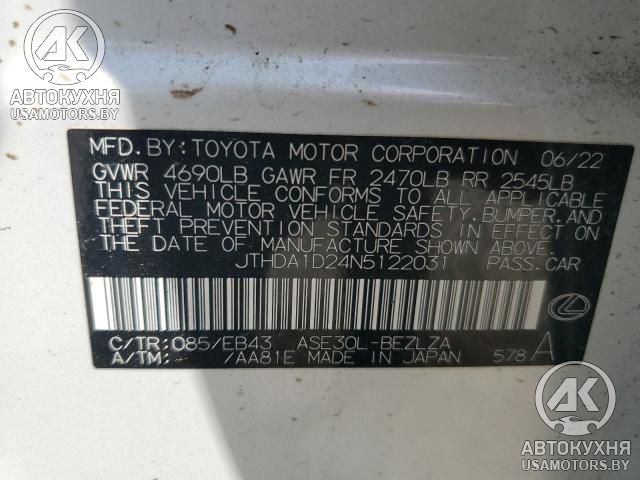 АК
АВТОКУХНЯ
USAMOTORS.BY
MFD. BY: TOYOTA MOTOR CORPORATION 06/22
GVWR 4690LB GAWR FR 2470LB RR 2545LB
THIS VEHICLE CONFORMS TO ALL APPLICABLE
FEDERAL MOTOR VEHICLE SAFETY, BUMPER, AND
THEFT PREVENTION STANDARDS IN EFFECT ON
THE DATE OF MANUFACTURE SHOWN ABOVE.
JTHDA1D24N5122031 PASS. CAR
C/TR: 085/EB43 ASE30L-BEZLZA
A/TM: /AA81E MADE IN JAPAN 578 A
АК
АВТОКУХНЯ
USAMOTORS.BY